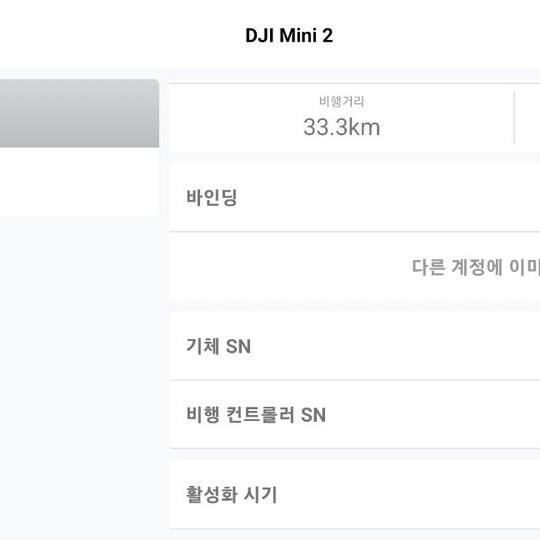 DJI Mini 2
비행거리
33.3km
바인딩
다른 계정에 이미
기체 SN
비행 컨트롤러 SN
활성화 시기